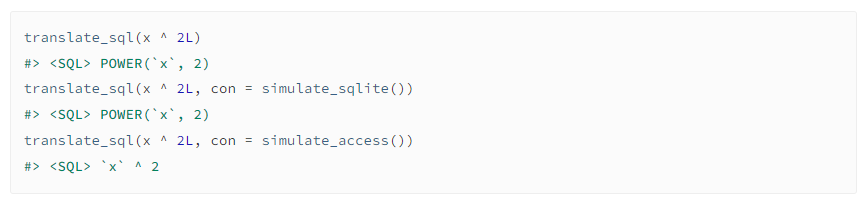 translate_sql(x ^ 2L)
#> <SQL> POWER(`x`, 2)
translate_sql(x ^ 2L, con = simulate_sqlite())
#> <SQL> POWER(`x`, 2)
translate_sql(x ^ 2L, con = simulate_access())
#> <SQL> `x` ^ 2